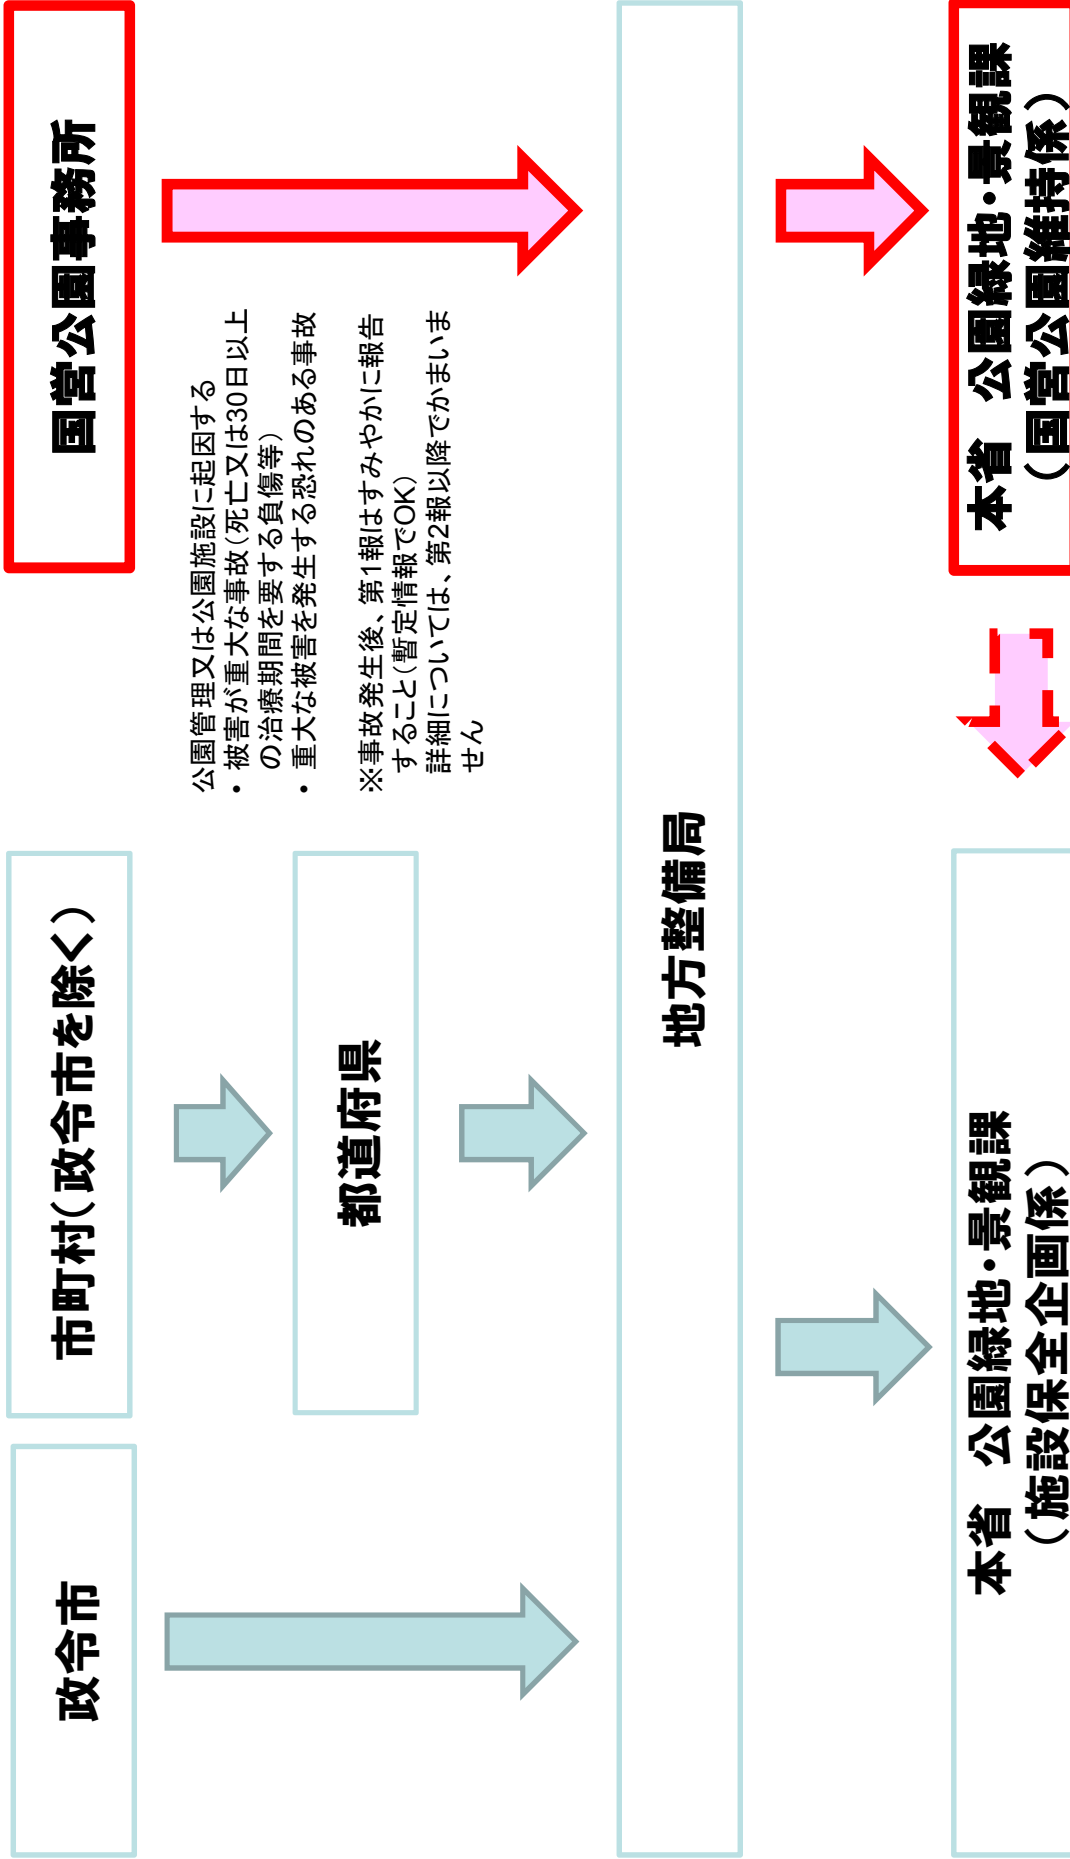 政令市
市町村（政令市を除く）
国営公園事務所
都道府県
公園管理又は公園施設に起因する
・ 被害が重大な事故（死亡又は30日以上
の治療期間を要する負傷等）
・ 重大な被害を発生する恐れのある事故
※事故発生後、第1報はすみやかに報告
すること（暫定情報でOK）
詳細については、第2報以降でかまいま
せん
地方整備局
本省　公園緑地・景観課
（施設保全企画係）
本省　公園緑地・景観課
（国営公園維持係）